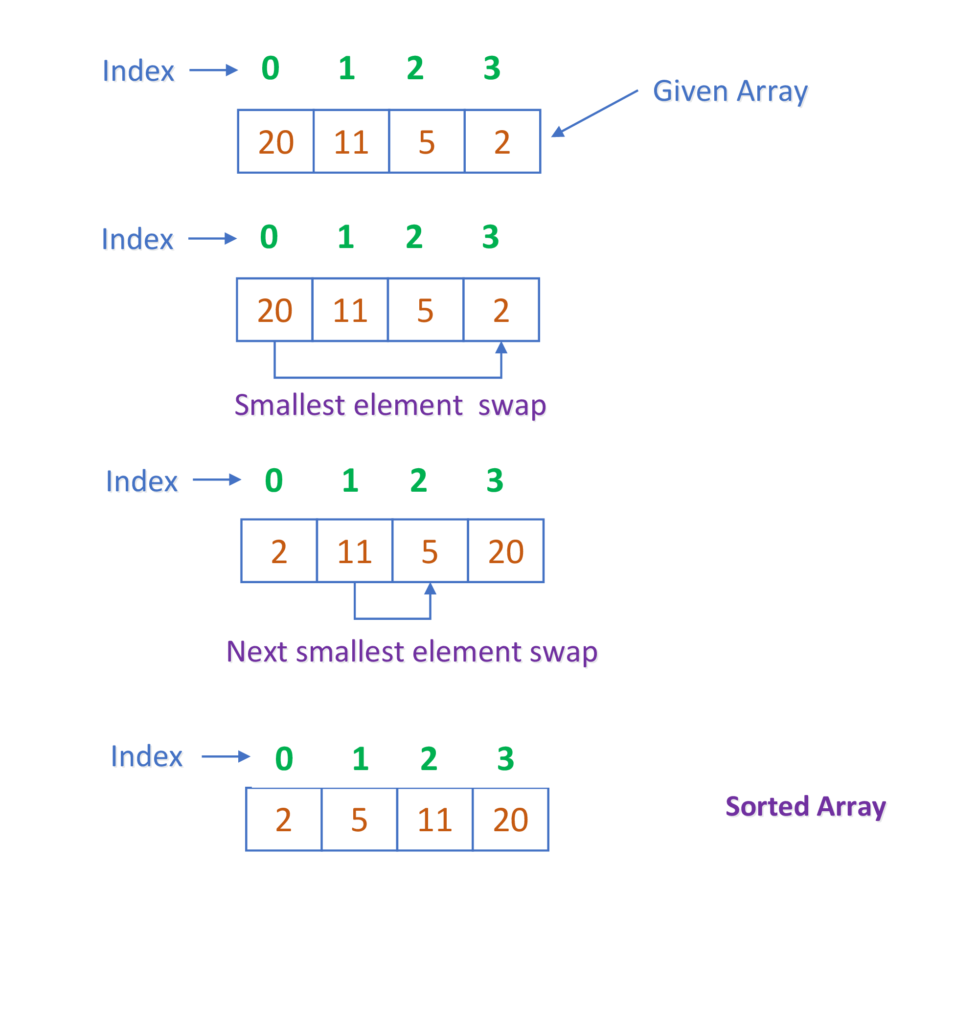 Index 0 1 2 3
Given Array
20 11 5 2
Index 0 1 2 3
20 11 5 2
Smallest element swap
Index 0 1 2 3
2 11 5 20
Next smallest element swap
Index 0 1 2 3
2 5 11 20
Sorted Array